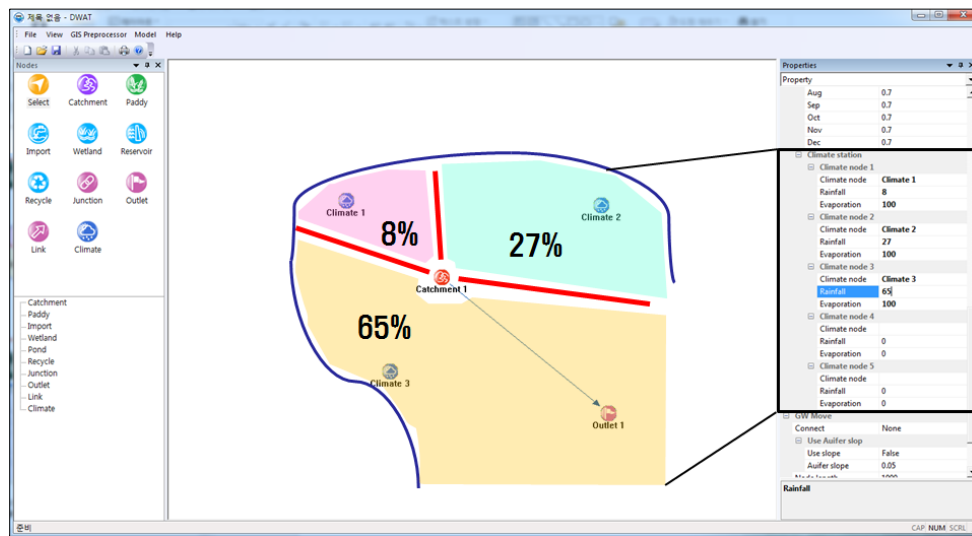 제목 없음 - DWAT
File View GIS Preprocessor Model Help
Nodes
Select Catchment Paddy
Import Wetland Reservoir
Recycle Junction Outlet
Link Climate
Catchment
Paddy
Import
Wetland
Pond
Recycle
Junction
Outlet
Link
Climate
Climate 1
8%
Climate 2
27%
Catchment 1
65%
Climate 3
Outlet 1
Properties
Property
Aug 0.7
Sep 0.7
Oct 0.7
Nov 0.7
Dec 0.7
Climate station
Climate node 1
Climate node Climate 1
Rainfall 8
Evaporation 100
Climate node 2
Climate node Climate 2
Rainfall 27
Evaporation 100
Climate node 3
Climate node Climate 3
Rainfall 65
Evaporation 100
Climate node 4
Climate node
Rainfall 0
Evaporation 0
Climate node 5
Climate node
Rainfall 0
Evaporation 0
GW Move
Connect None
Use Auifer slop
Use slope False
Auifer slope 0.05
Rainfall
준비
CAP NUM SCRL